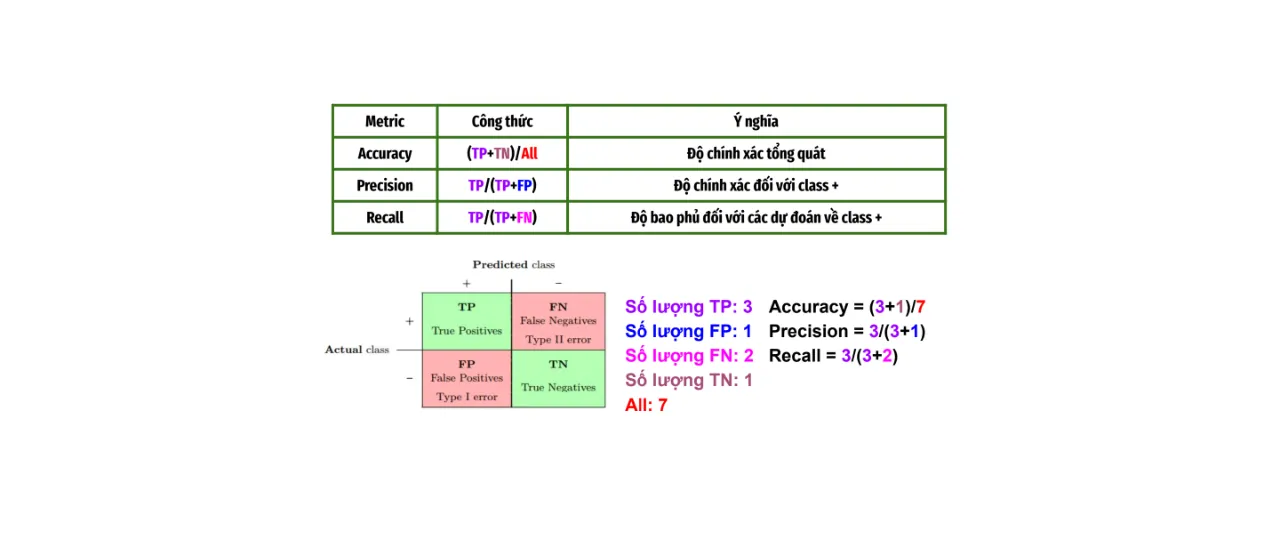 Metric Công thức Ý nghĩa
Accuracy (TP+TN)/All Độ chính xác tổng quát
Precision TP/(TP+FP) Độ chính xác đối với class +
Recall TP/(TP+FN) Độ bao phủ đối với các dự đoán về class +
Predicted class
+ −
Actual class
+
−
TP
True Positives
FN
False Negatives
Type II error
FP
False Positives
Type I error
TN
True Negatives
Số lượng TP: 3 Accuracy = (3+1)/7
Số lượng FP: 1 Precision = 3/(3+1)
Số lượng FN: 2 Recall = 3/(3+2)
Số lượng TN: 1
All: 7